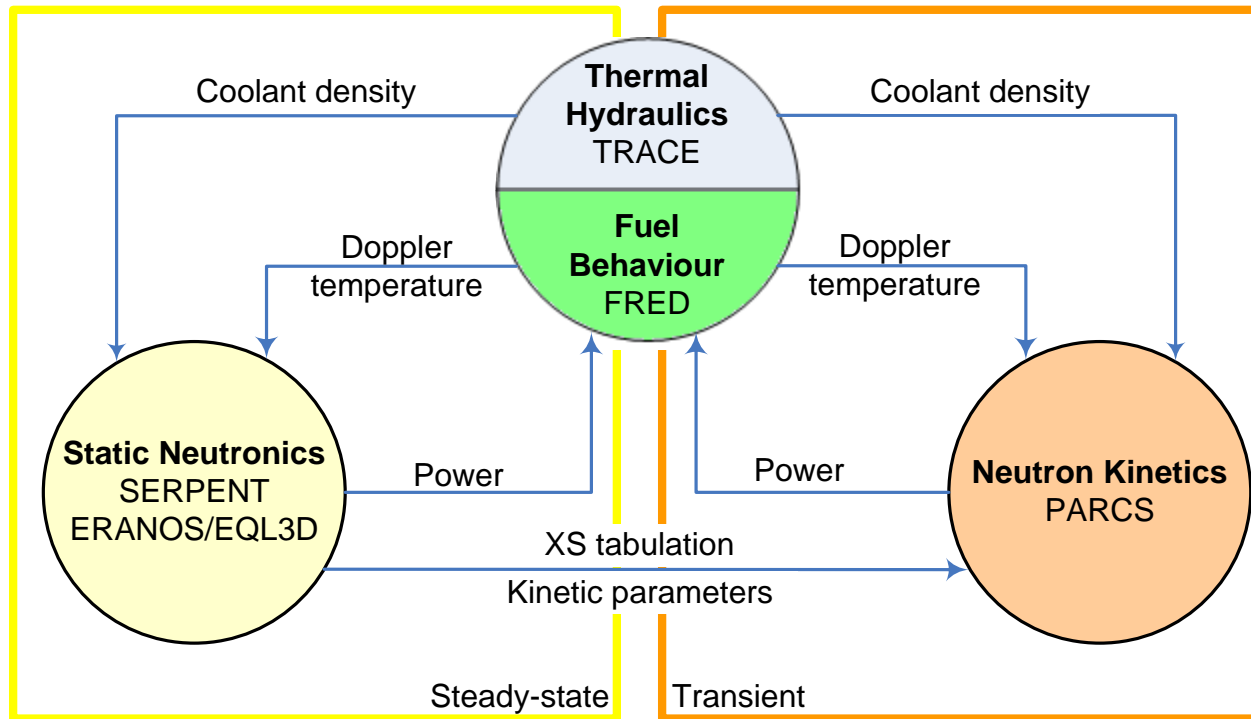 Thermal
Hydraulics
TRACE
Coolant density
Coolant density
Fuel
Behaviour
FRED
Doppler
temperature
Doppler
temperature
Static Neutronics
SERPENT
ERANOS/EQL3D
Power
Power
Neutron Kinetics
PARCS
XS tabulation
Kinetic parameters
Steady-state
Transient